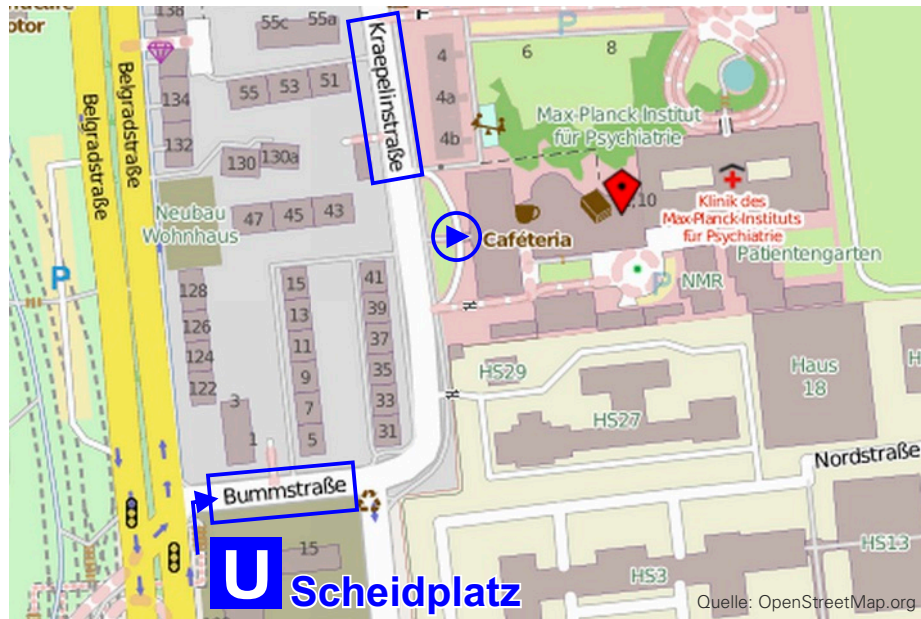 138
55c
55a
otor
P
6
8
4
Belgradstraße
Belgradstraße
Kraepelinstraße
55
53
51
134
4a
132
4b
Max-Planck-Institut
für Psychiatrie
130
130a
10
Klinik des
Max-Planck-Instituts
für Psychiatrie
Neubau
Wohnhaus
47
45
43
Caféteria
Patientengarten
P
NMR
P
128
15
41
126
13
39
124
11
37
122
9
35
HS29
Haus
18
H
3
7
33
HS27
1
5
31
Nordstraße
Bummstraße
15
HS13
HS3
U Scheidplatz
Quelle: OpenStreetMap.org